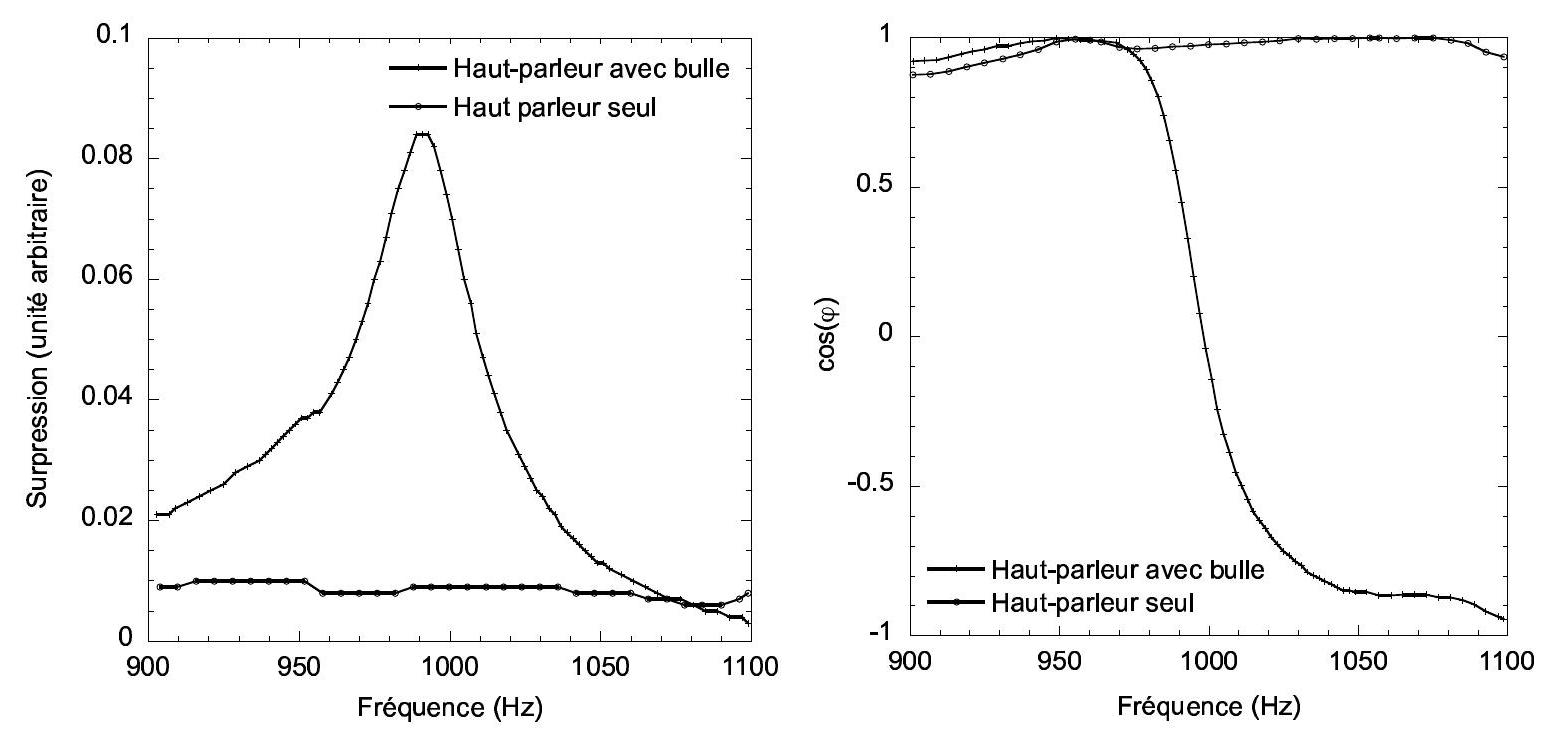 0.1
0.08
0.06
0.04
0.02
0
Surpression (unité arbitraire)
Haut-parleur avec bulle
Haut parleur seul
900 950 1000 1050 1100
Fréquence (Hz)
1
0.5
0
-0.5
-1
cos(φ)
Haut-parleur avec bulle
Haut-parleur seul
900 950 1000 1050 1100
Fréquence (Hz)